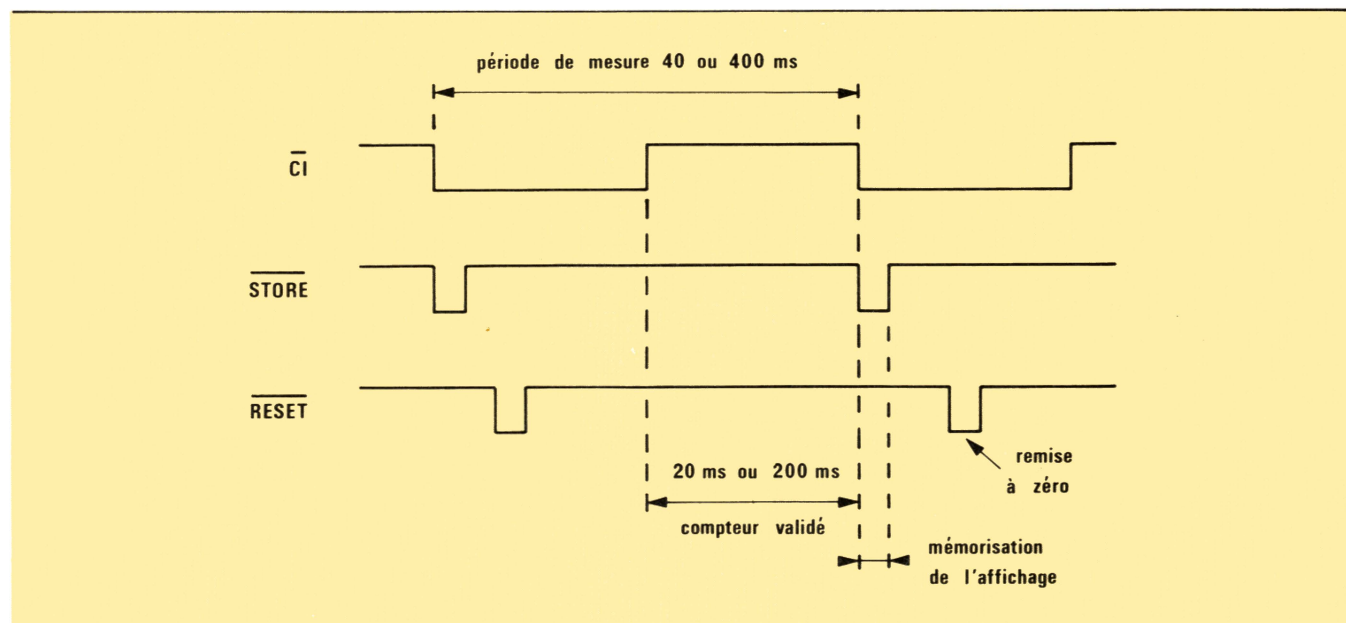 période de mesure 40 ou 400 ms
CI
STORE
RESET
remise
à zéro
20 ms ou 200 ms
compteur validé
mémorisation
de l'affichage